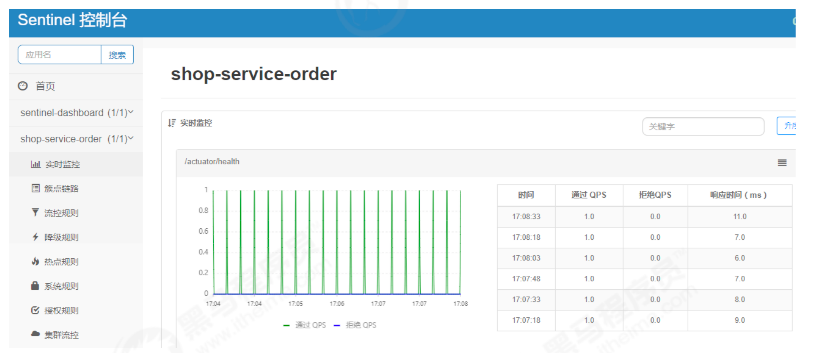 Sentinel 控制台
应用名
搜索
首页
sentinel-dashboard (1/1)
shop-service-order (1/1)
实时监控
簇点链路
流控规则
降级规则
热点规则
系统规则
授权规则
集群流控
shop-service-order
实时监控
关键字
/actuator/health
1
0.8
0.6
0.4
0.2
0
17:04 17:04 17:05 17:06 17:07 17:07 17:08
通过 QPS 拒绝 QPS
时间 通过 QPS 拒绝QPS 响应时间（ms）
17:08:33 1.0 0.0 11.0
17:08:18 1.0 0.0 7.0
17:08:03 1.0 0.0 6.0
17:07:48 1.0 0.0 7.0
17:07:33 1.0 0.0 8.0
17:07:18 1.0 0.0 9.0